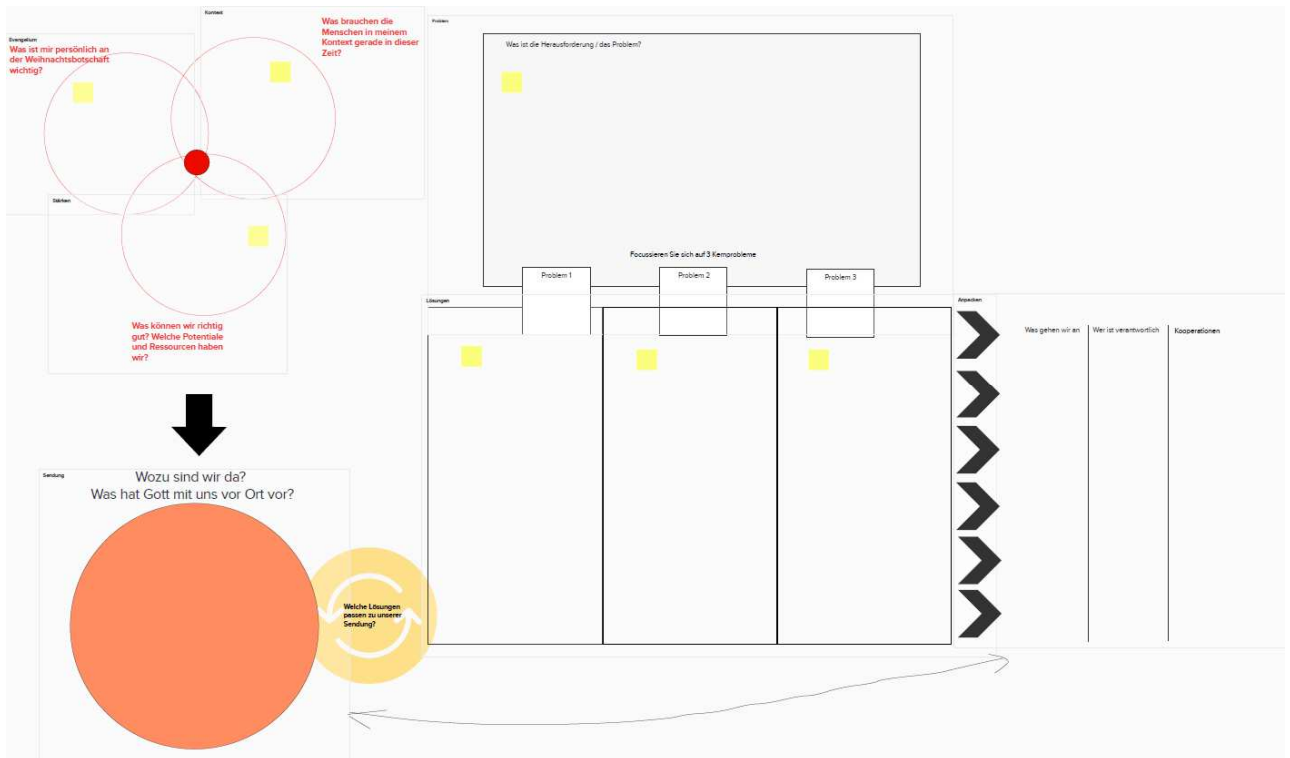 Evangelium
Was ist mir persönlich an
der Weihnachtsbotschaft
wichtig?
Kontext
Was brauchen die
Menschen in meinem
Kontext gerade in dieser
Zeit?
Stärken
Was können wir richtig
gut? Welche Potentiale
und Ressourcen haben
wir?
Sendung
Wozu sind wir da?
Was hat Gott mit uns vor Ort vor?
Welche Lösungen
passen zu unserer
Sendung?
Problem
Was ist die Herausforderung / das Problem?
Focussieren Sie sich auf 3 Kernprobleme
Problem 1
Problem 2
Problem 3
Lösungen
Anpacken
Was gehen wir an
Wer ist verantwortlich
Kooperationen